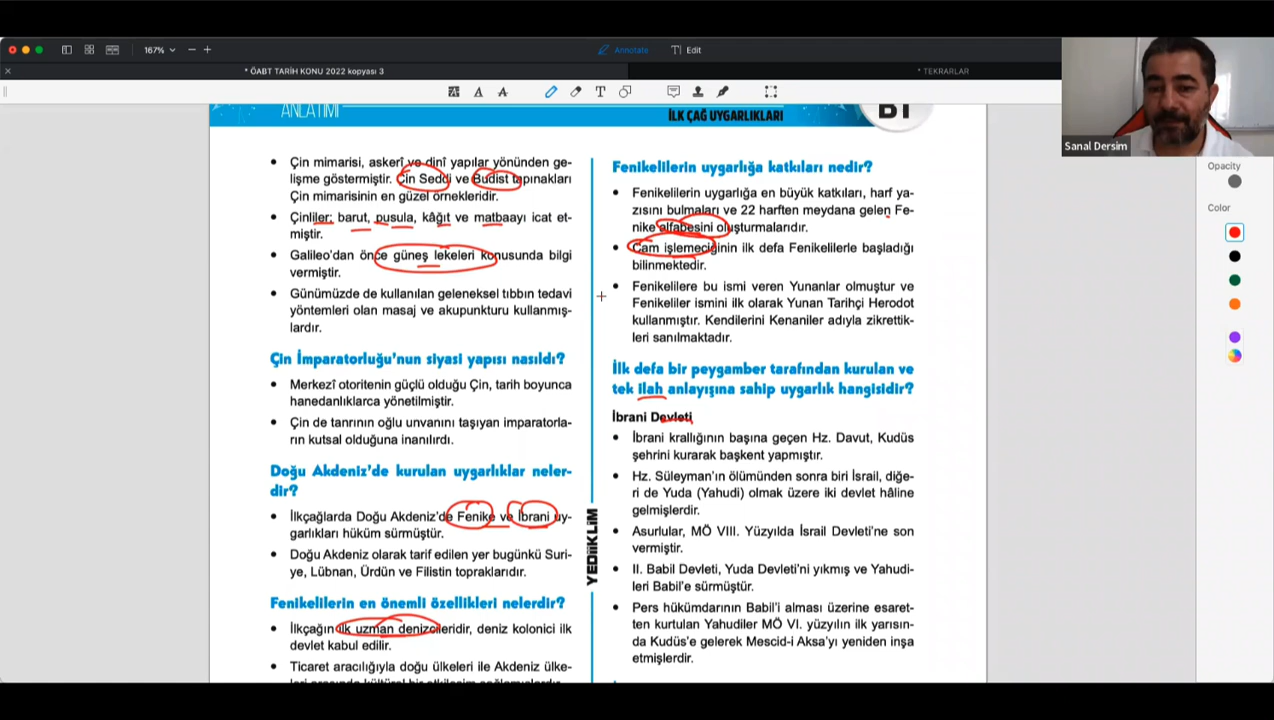 167%
Annotate
Edit
* ÖABT TARİH KONU 2022 kopyası 3
* TEKRARLAR
Sanal Dersim
Opacity
Color
ANLATIMI
İLK ÇAĞ UYGARLIKLARI
B1
Çin mimarisi, askerî ve dinî yapılar yönünden ge-
lişme göstermiştir. Çin Seddi ve Budist tapınakları
Çin mimarisinin en güzel örnekleridir.
Çinliler; barut, pusula, kâğıt ve matbaayı icat et-
miştir.
Galileo'dan önce güneş lekeleri konusunda bilgi
vermiştir.
Günümüzde de kullanılan geleneksel tıbbın tedavi
yöntemleri olan masaj ve akupunkturu kullanmış-
lardır.
Çin İmparatorluğu'nun siyasi yapısı nasıldı?
Merkezî otoritenin güçlü olduğu Çin, tarih boyunca
hanedanlıklarca yönetilmiştir.
Çin de tanrının oğlu unvanını taşıyan imparatorla-
rın kutsal olduğuna inanılırdı.
Doğu Akdeniz'de kurulan uygarlıklar neler-
dir?
İlkçağlarda Doğu Akdeniz'de Fenike ve İbrani uy-
garlıkları hüküm sürmüştür.
Doğu Akdeniz olarak tarif edilen yer bugünkü Suri-
ye, Lübnan, Ürdün ve Filistin topraklarıdır.
Fenikelilerin en önemli özellikleri nelerdir?
İlkçağın ilk uzman denizcileridir, deniz kolonici ilk
devlet kabul edilir.
Ticaret aracılığıyla doğu ülkeleri ile Akdeniz ülke-
YEDİİKLİM
Fenikelilerin uygarlığa katkıları nedir?
Fenikelilerin uygarlığa en büyük katkıları, harf ya-
zısını bulmaları ve 22 harften meydana gelen Fe-
nike alfabesini oluşturmalarıdır.
Cam işlemeciğinin ilk defa Fenikelilerle başladığı
bilinmektedir.
Fenikelilere bu ismi veren Yunanlar olmuştur ve
Fenikeliler ismini ilk olarak Yunan Tarihçi Herodot
kullanmıştır. Kendilerini Kenaniler adıyla zikrettik-
leri sanılmaktadır.
İlk defa bir peygamber tarafından kurulan ve
tek ilah anlayışına sahip uygarlık hangisidir?
İbrani Devleti
İbrani krallığının başına geçen Hz. Davut, Kudüs
şehrini kurarak başkent yapmıştır.
Hz. Süleyman'ın ölümünden sonra biri İsrail, diğe-
ri de Yuda (Yahudi) olmak üzere iki devlet hâline
gelmişlerdir.
Asurlular, MÖ VIII. Yüzyılda İsrail Devleti'ne son
vermiştir.
II. Babil Devleti, Yuda Devleti'ni yıkmış ve Yahudi-
leri Babil'e sürmüştür.
Pers hükümdarının Babil'i alması üzerine esaret-
ten kurtulan Yahudiler MÖ VI. yüzyılın ilk yarısın-
da Kudüs'e gelerek Mescid-i Aksa'yı yeniden inşa
etmişlerdir.